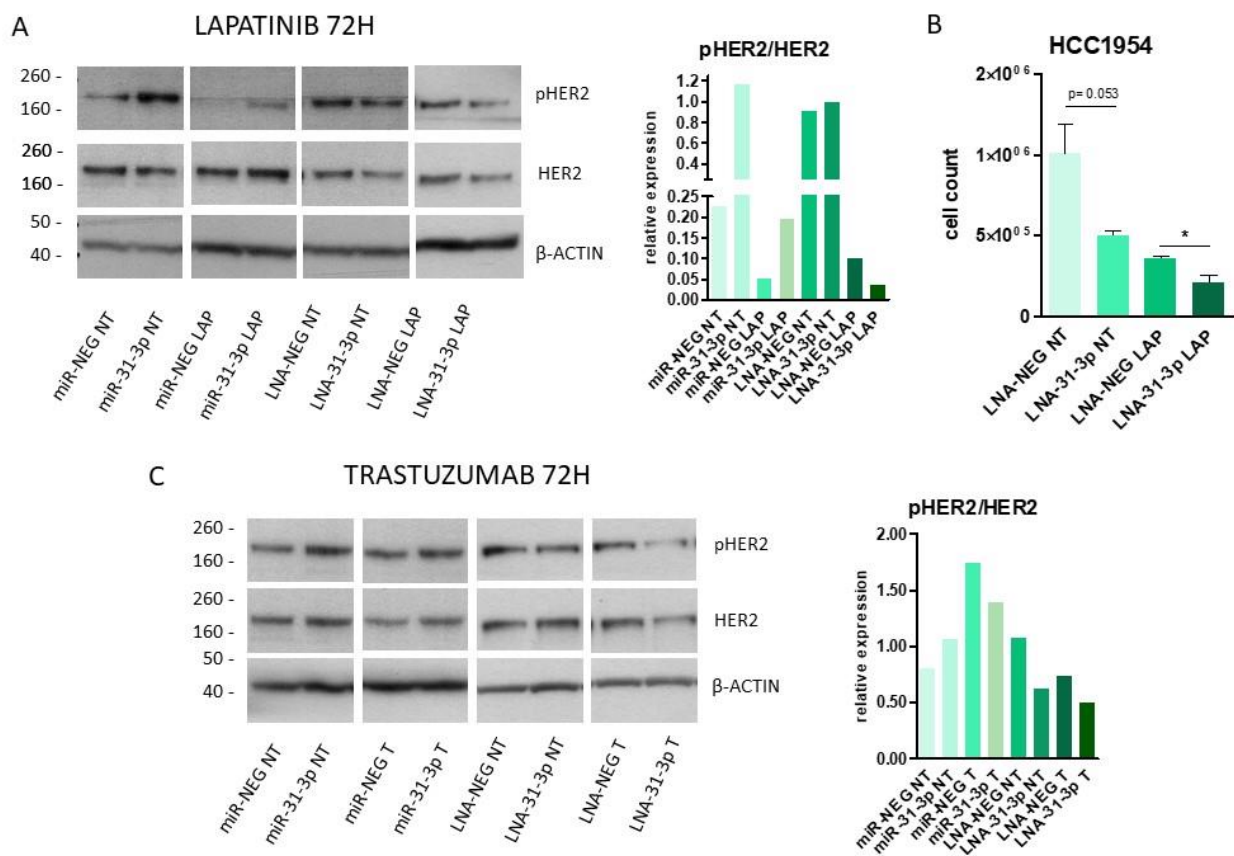 A
LAPATINIB 72H
260 -
160 -
pHER2
260 -
160 -
HER2
50 -
40 -
β-ACTIN
miR-NEG NT
miR-31-3p NT
miR-NEG LAP
miR-31-3p LAP
LNA-NEG NT
LNA-31-3p NT
LNA-NEG LAP
LNA-31-3p LAP
pHER2/HER2
relative expression
1.2
1.0
0.8
0.6
0.4
0.25
0.20
0.15
0.10
0.05
0.00
miR-NEG NT
miR-31-3p NT
miR-NEG LAP
miR-31-3p LAP
LNA-NEG NT
LNA-31-3p NT
LNA-NEG LAP
LNA-31-3p LAP
B
HCC1954
cell count
2×10⁰⁶
1×10⁰⁶
5×10⁰⁵
0
p= 0.053
*
LNA-NEG NT
LNA-31-3p NT
LNA-NEG LAP
LNA-31-3p LAP
C
TRASTUZUMAB 72H
260 -
160 -
pHER2
260 -
160 -
HER2
50 -
40 -
β-ACTIN
miR-NEG NT
miR-31-3p NT
miR-NEG T
miR-31-3p T
LNA-NEG NT
LNA-31-3p NT
LNA-NEG T
LNA-31-3p T
pHER2/HER2
relative expression
2.00
1.50
1.00
0.50
0.00
miR-NEG NT
miR-31-3p NT
miR-NEG T
miR-31-3p T
LNA-NEG NT
LNA-31-3p NT
LNA-NEG T
LNA-31-3p T